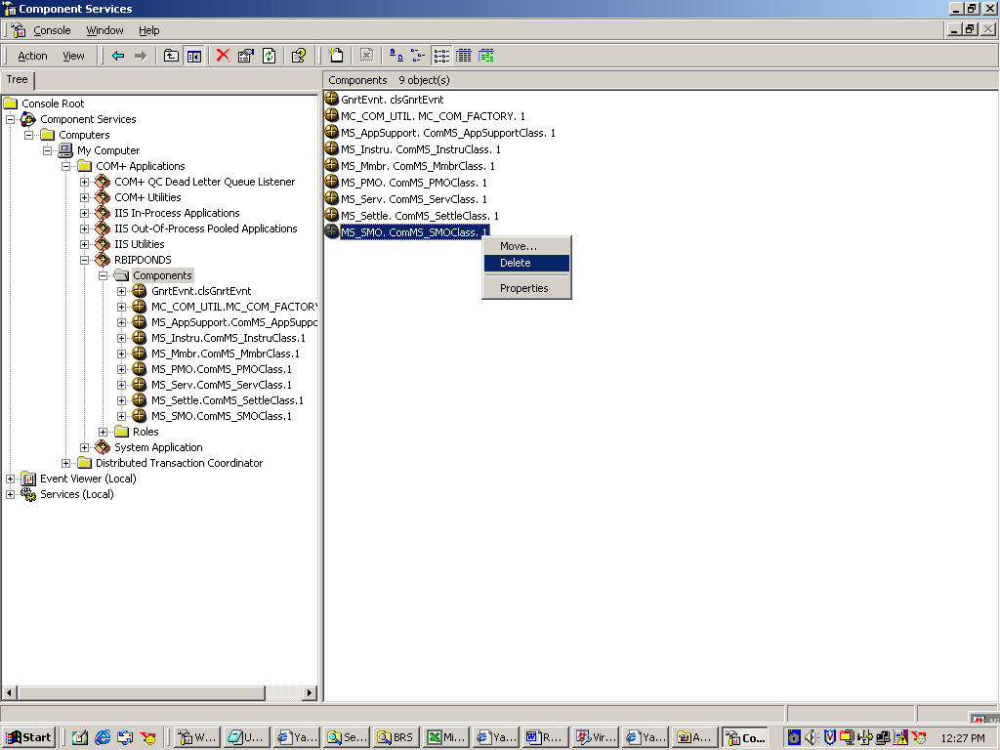 Component Services
Console Window Help
Action View
Tree
Components 9 object(s)
Console Root
Component Services
Computers
My Computer
COM+ Applications
COM+ QC Dead Letter Queue Listener
COM+ Utilities
IIS In-Process Applications
IIS Out-Of-Process Pooled Applications
IIS Utilities
RBIPDONDS
Components
GnrtEvnt.clsGnrtEvnt
MC_COM_UTIL.MC_COM_FACTORY
MS_AppSupport.ComMS_AppSuppo
MS_Instru.ComMS_InstruClass.1
MS_Mmbr.ComMS_MmbrClass.1
MS_PMO.ComMS_PMOClass.1
MS_Serv.ComMS_ServClass.1
MS_Settle.ComMS_SettleClass.1
MS_SMO.ComMS_SMOClass.1
Roles
System Application
Distributed Transaction Coordinator
Event Viewer (Local)
Services (Local)
GnrtEvnt. clsGnrtEvnt
MC_COM_UTIL. MC_COM_FACTORY. 1
MS_AppSupport. ComMS_AppSupportClass. 1
MS_Instru. ComMS_InstruClass. 1
MS_Mmbr. ComMS_MmbrClass. 1
MS_PMO. ComMS_PMOClass. 1
MS_Serv. ComMS_ServClass. 1
MS_Settle. ComMS_SettleClass. 1
MS_SMO. ComMS_SMOClass. 1
Move...
Delete
Properties
Start W... U... Ya... Se... BRS Mi... Ya... R... Vir... Ya... A... Co... 12:27 PM